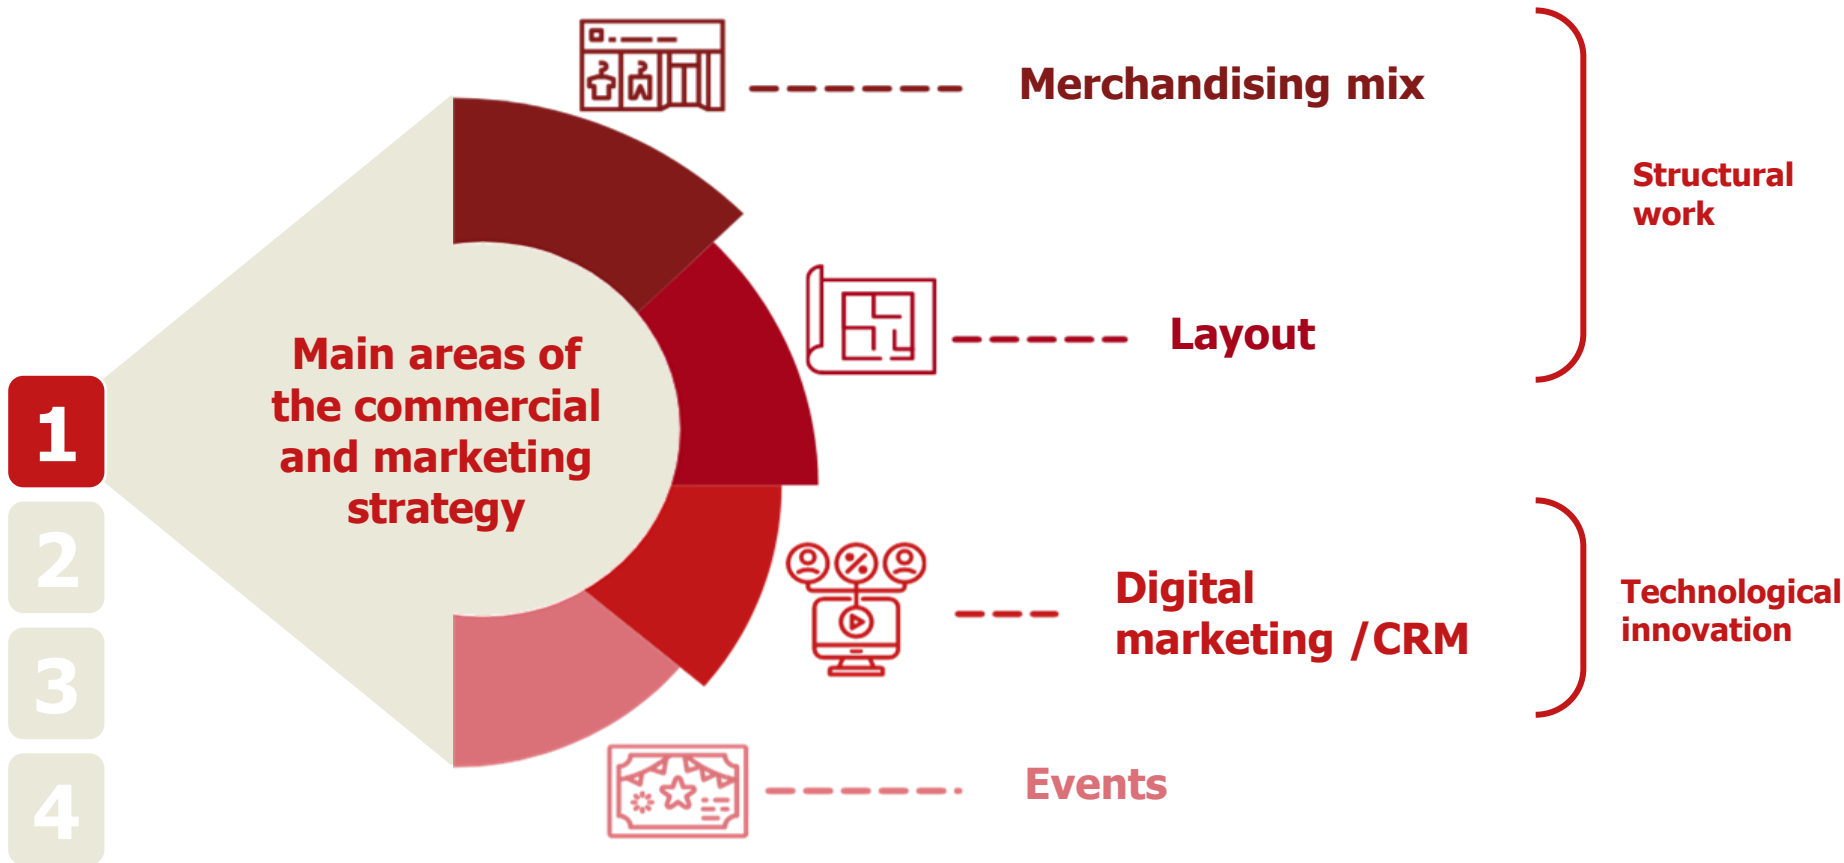 Merchandising mix
Structural
work
Layout
Main areas of
the commercial
and marketing
strategy
1
2
3
4
Digital
marketing /CRM
Technological
innovation
Events